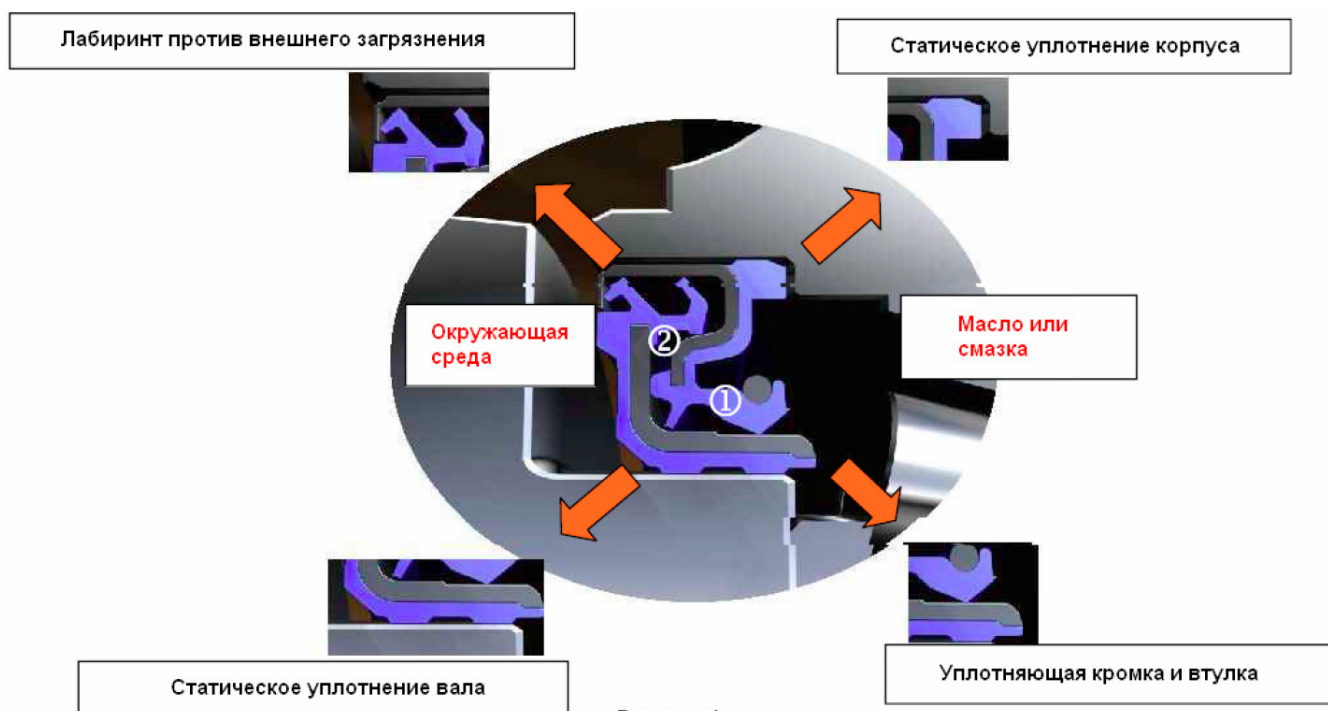 Лабиринт против внешнего загрязнения
Статическое уплотнение корпуса
Окружающая
среда
Масло или
смазка
②
①
Статическое уплотнение вала
Уплотняющая кромка и втулка